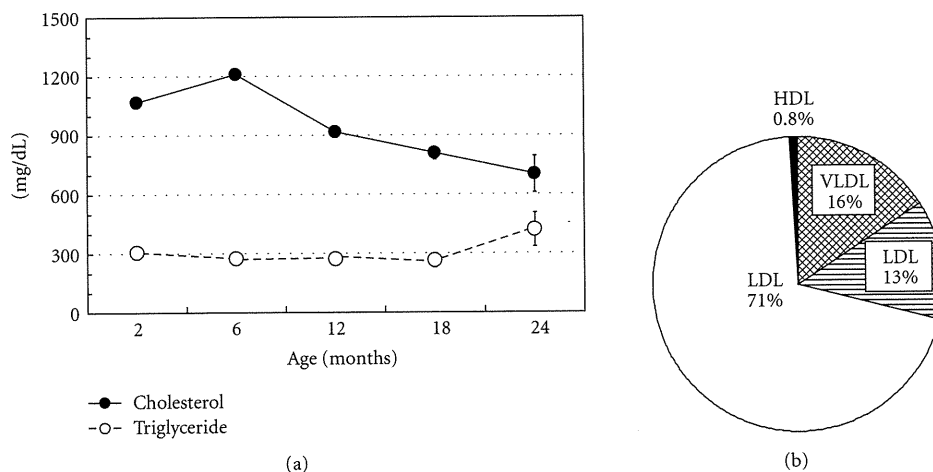 1500
1200
900
600
300
0
(mg/dL)
2 6 12 18 24
Age (months)
Cholesterol
Triglyceride
(a)
HDL
0.8%
VLDL
16%
LDL
13%
LDL
71%
(b)